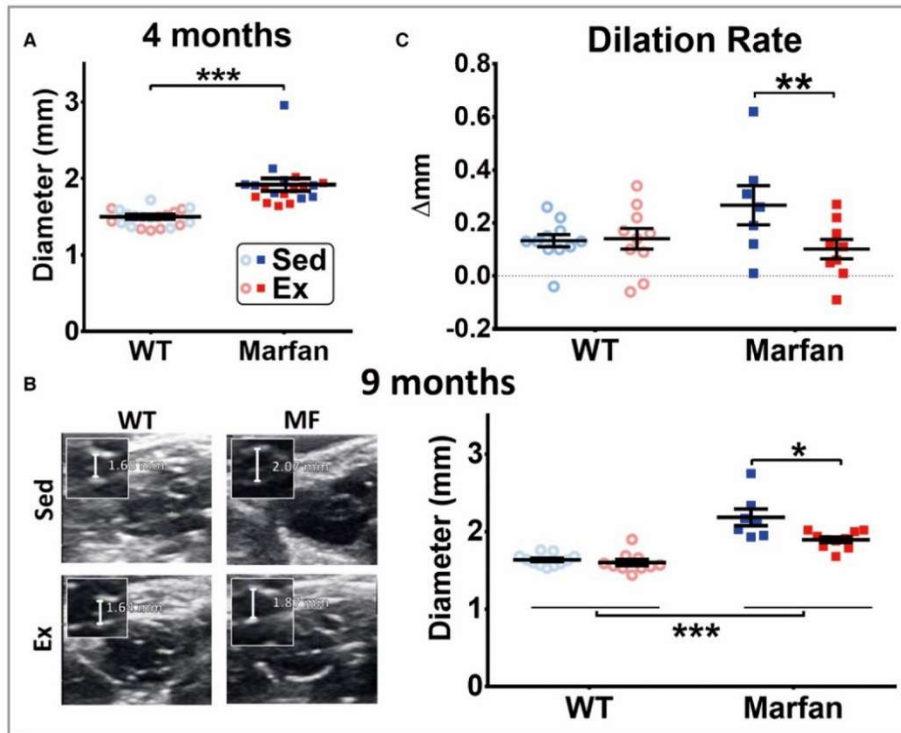 A
4 months
Diameter (mm)
3
2
1
0
***
Sed
Ex
WT
Marfan
C
Dilation Rate
Δmm
0.8
0.6
0.4
0.2
0.0
-0.2
**
WT
Marfan
B
9 months
WT
MF
Sed
2.07 mm
Ex
Diameter (mm)
3
2
1
0
*
***
WT
Marfan